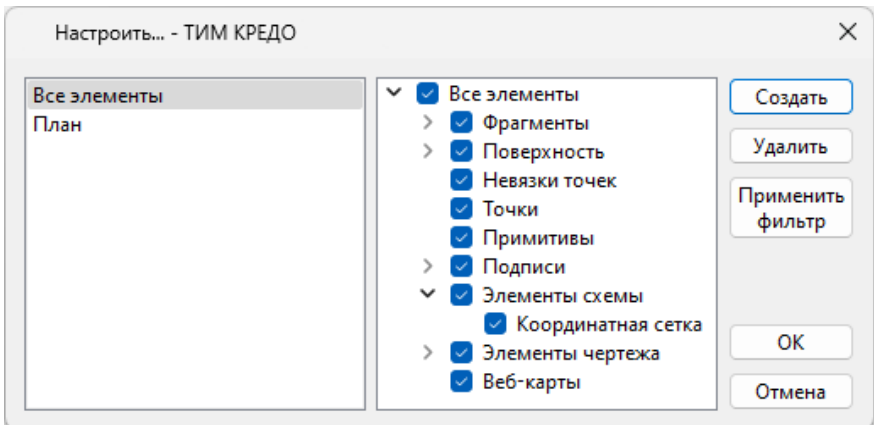 Настроить... - ТИМ КРЕДО
Все элементы
План
Все элементы
Фрагменты
Поверхность
Невязки точек
Точки
Примитивы
Подписи
Элементы схемы
Координатная сетка
Элементы чертежа
Веб-карты
Создать
Удалить
Применить
фильтр
ОК
Отмена